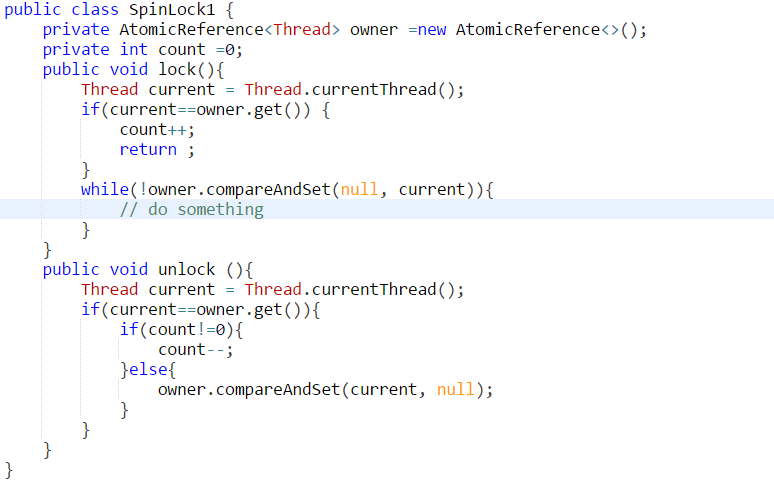 public class SpinLock1 {
    private AtomicReference<Thread> owner =new AtomicReference<>();
    private int count =0;
    public void lock(){
        Thread current = Thread.currentThread();
        if(current==owner.get()) {
            count++;
            return ;
        }
        while(!owner.compareAndSet(null, current)){
            // do something
        }
    }
    public void unlock (){
        Thread current = Thread.currentThread();
        if(current==owner.get()){
            if(count!=0){
                count--;
            }else{
                owner.compareAndSet(current, null);
            }
        }
    }
}